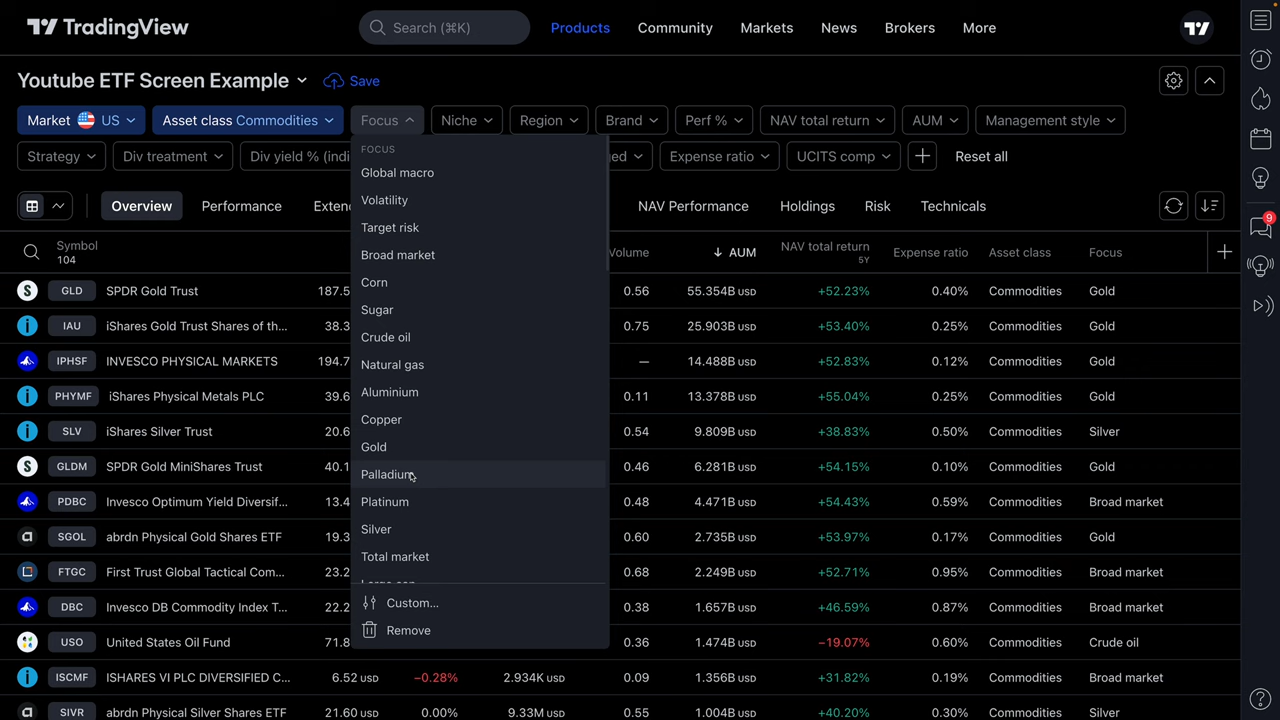 TradingView
Search (⌘K)
Products
Community
Markets
News
Brokers
More
Youtube ETF Screen Example
Save
Market US
Asset class Commodities
Focus
Niche
Region
Brand
Perf %
NAV total return
AUM
Management style
Strategy
Div treatment
Div yield % (indi
ed
Expense ratio
UCITS comp
Reset all
FOCUS
Global macro
Volatility
Target risk
Broad market
Corn
Sugar
Crude oil
Natural gas
Aluminium
Copper
Gold
Palladium
Platinum
Silver
Total market
Large cap
Custom...
Remove
Overview
Performance
Exten
NAV Performance
Holdings
Risk
Technicals
Symbol
104
Volume
AUM
NAV total return
5Y
Expense ratio
Asset class
Focus
GLD SPDR Gold Trust 187.5 0.56 55.354B USD +52.23% 0.40% Commodities Gold
IAU iShares Gold Trust Shares of th... 38.3 0.75 25.903B USD +53.40% 0.25% Commodities Gold
IPHSF INVESCO PHYSICAL MARKETS 194.7 — 14.488B USD +52.83% 0.12% Commodities Gold
PHYMF iShares Physical Metals PLC 39.6 0.11 13.378B USD +55.04% 0.25% Commodities Gold
SLV iShares Silver Trust 20.6 0.54 9.809B USD +38.83% 0.50% Commodities Silver
GLDM SPDR Gold MiniShares Trust 40.1 0.46 6.281B USD +54.15% 0.10% Commodities Gold
PDBC Invesco Optimum Yield Diversif... 13.4 0.48 4.471B USD +54.43% 0.59% Commodities Broad market
SGOL abrdn Physical Gold Shares ETF 19.3 0.60 2.735B USD +53.97% 0.17% Commodities Gold
FTGC First Trust Global Tactical Com... 23.2 0.68 2.249B USD +52.71% 0.95% Commodities Broad market
DBC Invesco DB Commodity Index T... 22.2 0.38 1.657B USD +46.59% 0.87% Commodities Broad market
USO United States Oil Fund 71.8 0.36 1.474B USD −19.07% 0.60% Commodities Crude oil
ISCMF ISHARES VI PLC DIVERSIFIED C... 6.52 USD −0.28% 2.934K USD 0.09 1.356B USD +31.82% 0.19% Commodities Broad market
SIVR abrdn Physical Silver Shares ETF 21.60 USD 0.00% 9.33M USD 0.55 1.004B USD +40.20% 0.30% Commodities Silver
9